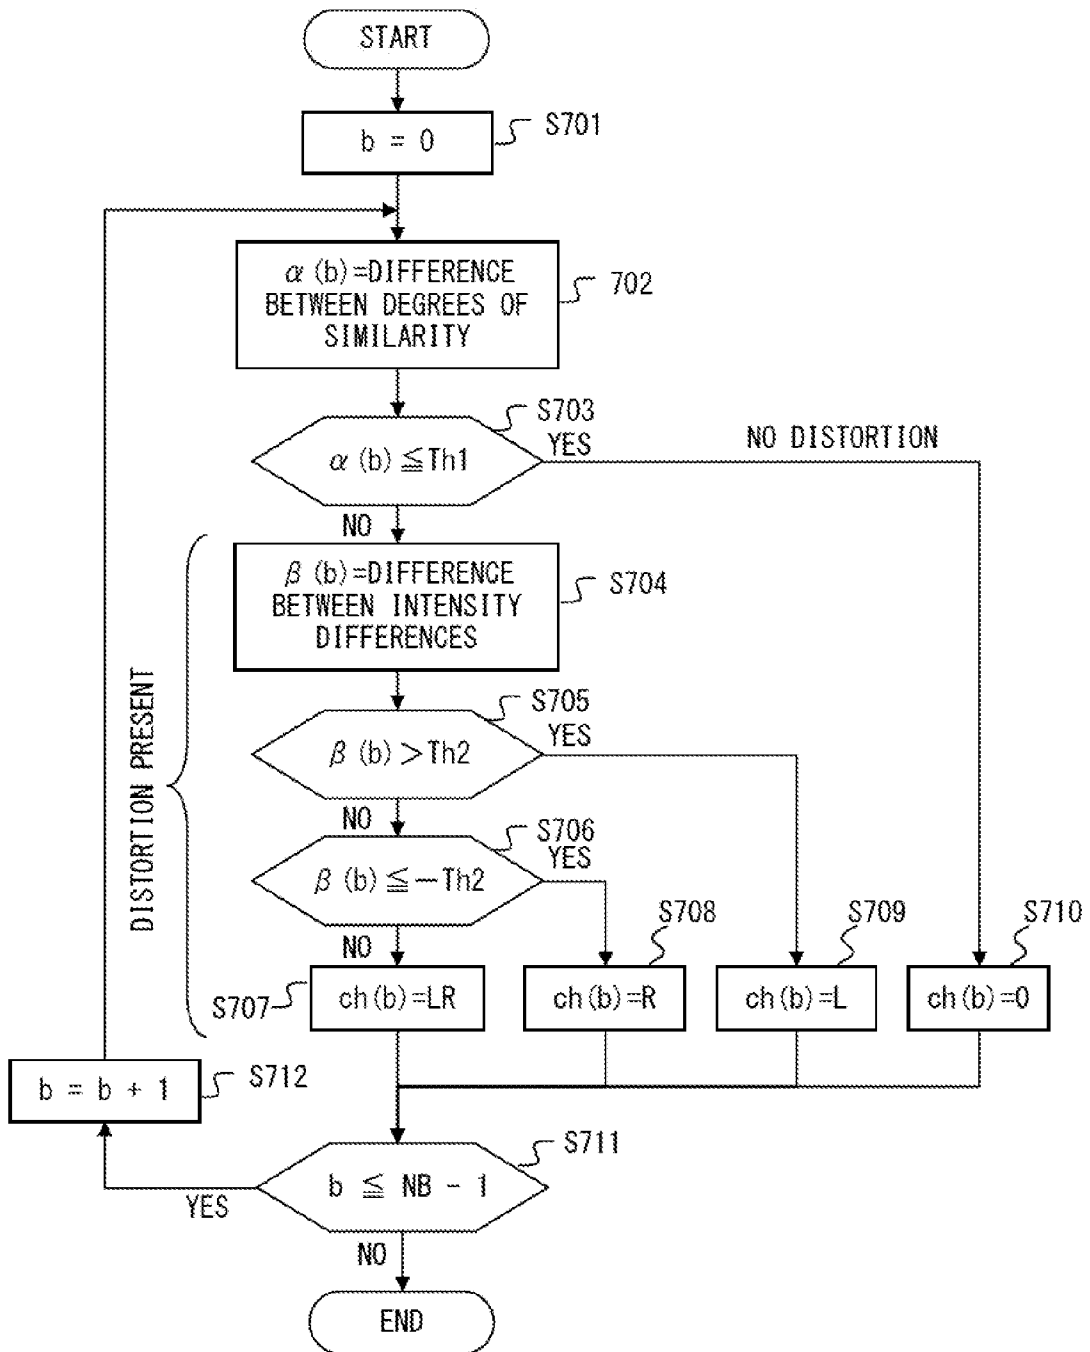 START
b = 0
S701
α(b)=DIFFERENCE
BETWEEN DEGREES OF
SIMILARITY
702
S703
α(b)≦Th1
YES
NO DISTORTION
NO
β(b)=DIFFERENCE
BETWEEN INTENSITY
DIFFERENCES
S704
DISTORTION PRESENT
S705
β(b)>Th2
YES
NO
S706
β(b)≦-Th2
YES
NO
S707
ch(b)=LR
S708
ch(b)=R
S709
ch(b)=L
S710
ch(b)=0
b = b + 1
S712
S711
b ≦ NB - 1
YES
NO
END